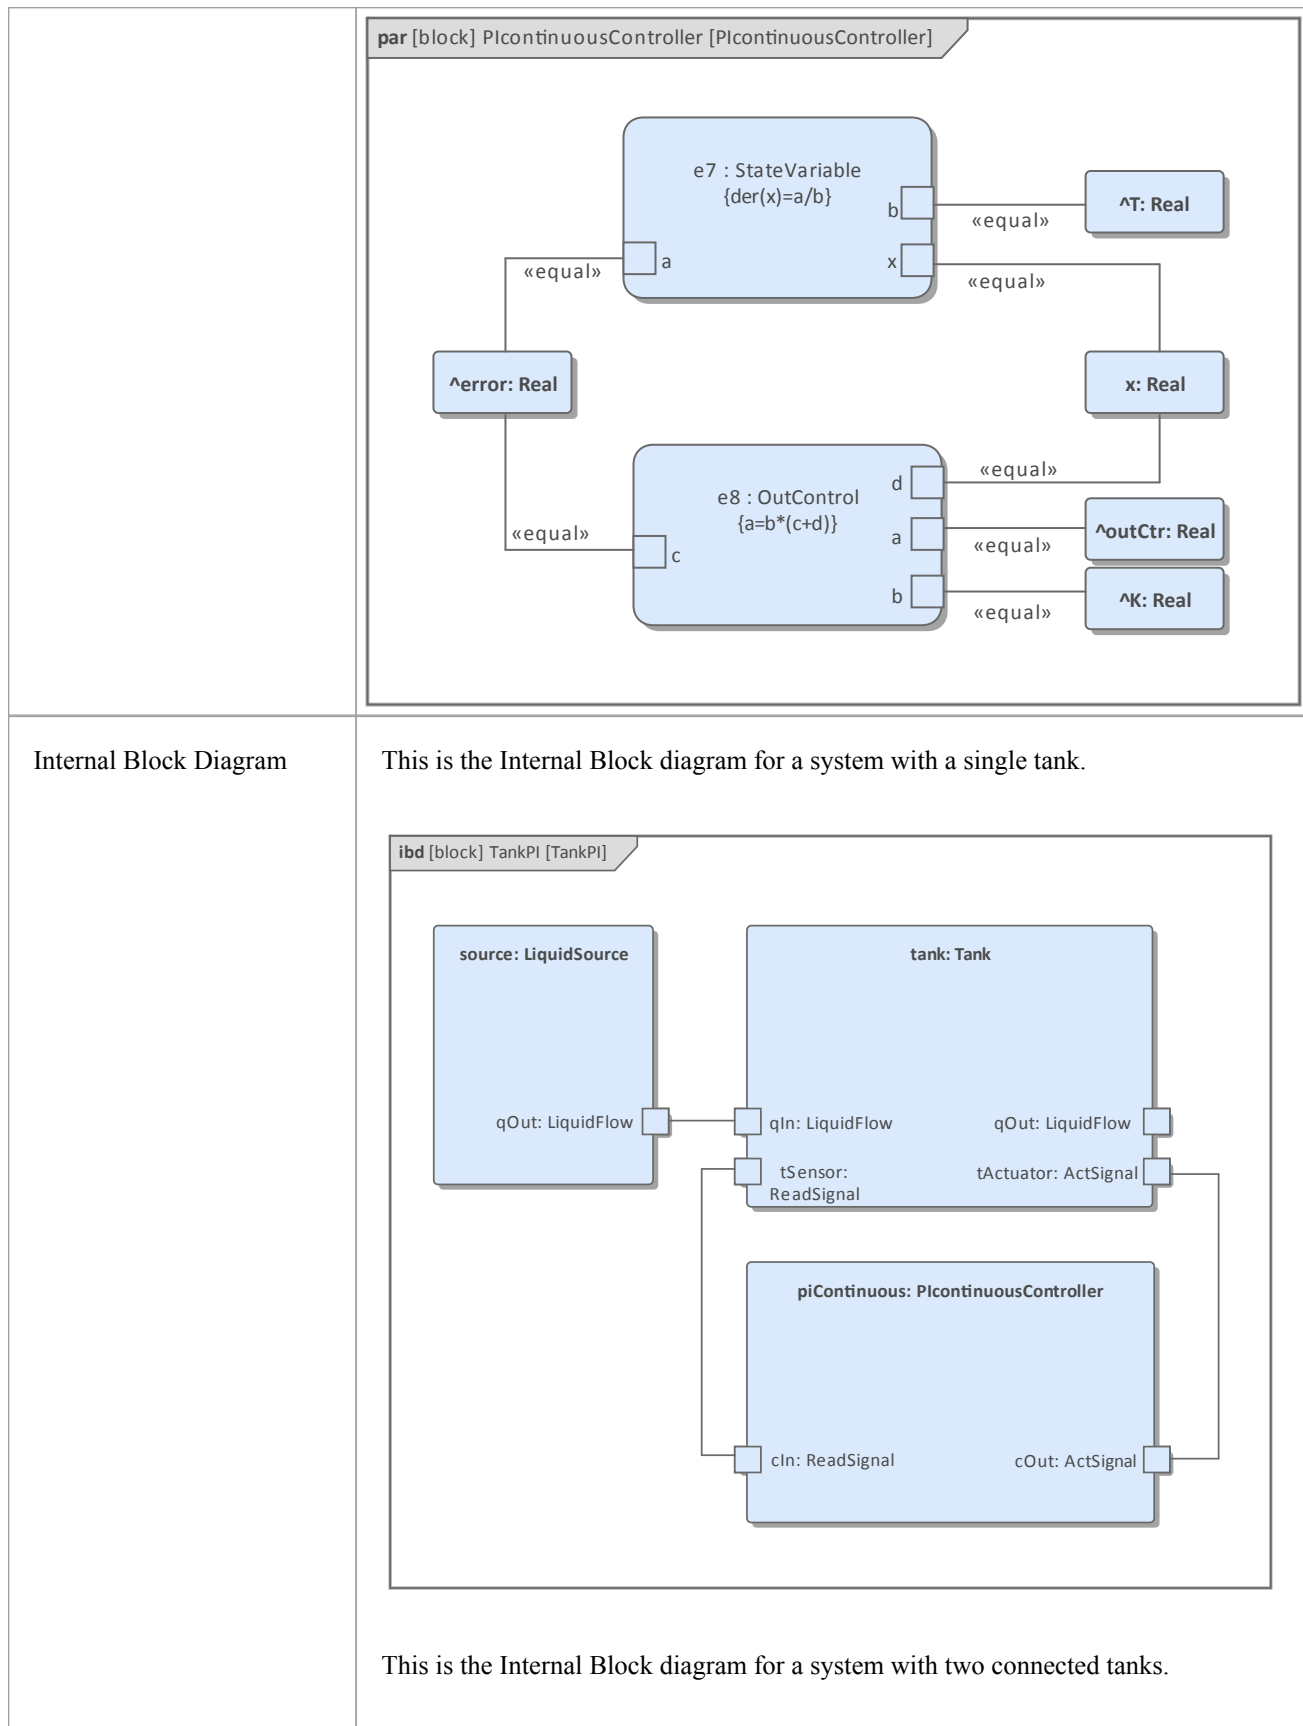 par [block] PIcontinuousController [PIcontinuousController]
e7 : StateVariable
{der(x)=a/b}
b
«equal»
^T: Real
a
«equal»
x
«equal»
^error: Real
x: Real
e8 : OutControl
{a=b*(c+d)}
d
«equal»
a
«equal»
^outCtr: Real
«equal»
c
b
«equal»
^K: Real
Internal Block Diagram
This is the Internal Block diagram for a system with a single tank.
ibd [block] TankPI [TankPI]
source: LiquidSource
tank: Tank
qOut: LiquidFlow
qIn: LiquidFlow
qOut: LiquidFlow
tSensor:
ReadSignal
tActuator: ActSignal
piContinuous: PIcontinuousController
cIn: ReadSignal
cOut: ActSignal
This is the Internal Block diagram for a system with two connected tanks.